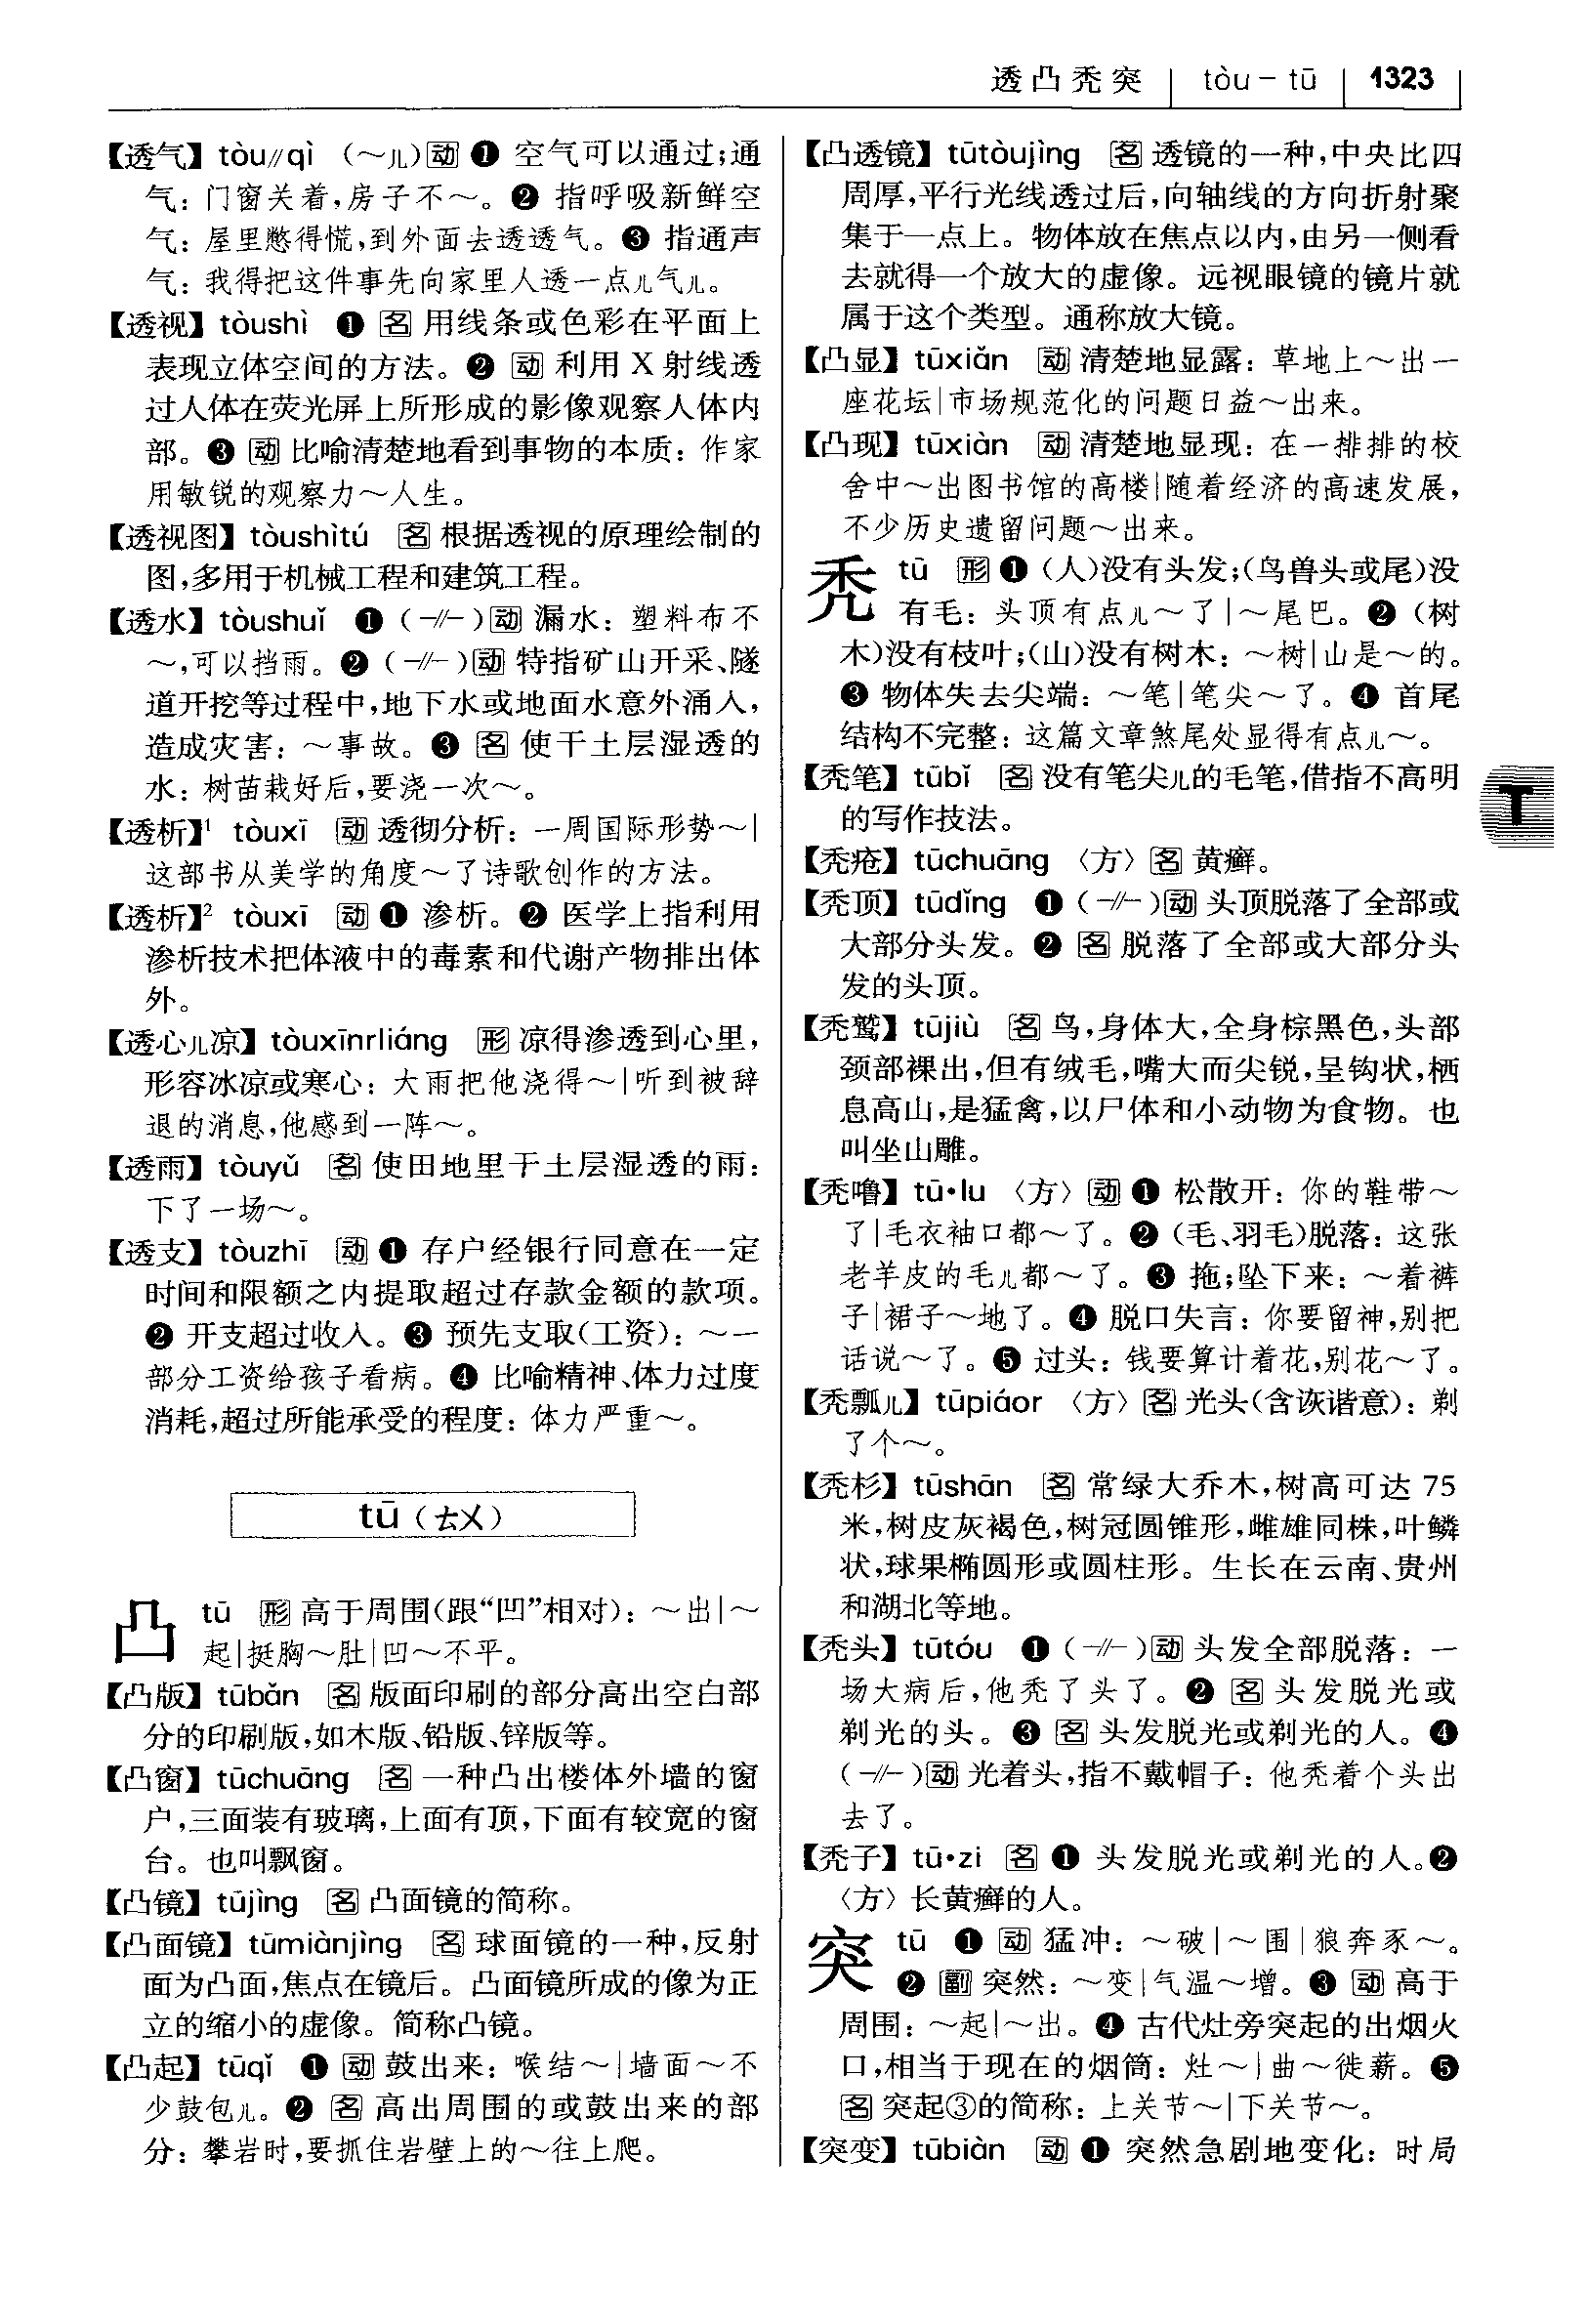 透凸秃突 | tòu－tū | 1323
【透气】tòu∥qì （～儿）动❶ 空气可以通过；通
气：门窗关着，房子不～。❷ 指呼吸新鲜空
气：屋里憋得慌，到外面去透透气。❸ 指通声
气：我得把这件事先向家里人透一点儿气儿。
【透视】tòushì ❶ 名 用线条或色彩在平面上
表现立体空间的方法。❷ 动 利用 X 射线透
过人体在荧光屏上所形成的影像观察人体内
部。❸ 动 比喻清楚地看到事物的本质：作家
用敏锐的观察力～人生。
【透视图】tòushìtú 名 根据透视的原理绘制的
图，多用于机械工程和建筑工程。
【透水】tòushuǐ ❶（-∥-）动 漏水：塑料布不
～，可以挡雨。❷（-∥-）动 特指矿山开采、隧
道开挖等过程中，地下水或地面水意外涌入，
造成灾害：～事故。❸ 名 使干土层湿透的
水：树苗栽好后，要浇一次～。
【透析】¹ tòuxī 动 透彻分析：一周国际形势～|
这部书从美学的角度～了诗歌创作的方法。
【透析】² tòuxī 动 ❶ 渗析。❷ 医学上指利用
渗析技术把体液中的毒素和代谢产物排出体
外。
【透心儿凉】tòuxīnrliáng 形 凉得渗透到心里，
形容冰凉或寒心：大雨把他浇得～|听到被辞
退的消息，他感到一阵～。
【透雨】tòuyǔ 名 使田地里干土层湿透的雨：
下了一场～。
【透支】tòuzhī 动 ❶ 存户经银行同意在一定
时间和限额之内提取超过存款金额的款项。
❷ 开支超过收入。❸ 预先支取（工资）：～一
部分工资给孩子看病。❹ 比喻精神、体力过度
消耗，超过所能承受的程度：体力严重～。
tū（ㄊㄨ）
凸 tū 形 高于周围（跟“凹”相对）：～出|～
起|挺胸～肚|凹～不平。
【凸版】tūbǎn 名 版面印刷的部分高出空白部
分的印刷版，如木版、铅版、锌版等。
【凸窗】tūchuāng 名 一种凸出楼体外墙的窗
户，三面装有玻璃，上面有顶，下面有较宽的窗
台。也叫飘窗。
【凸镜】tūjìng 名 凸面镜的简称。
【凸面镜】tūmiànjìng 名 球面镜的一种，反射
面为凸面，焦点在镜后。凸面镜所成的像为正
立的缩小的虚像。简称凸镜。
【凸起】tūqǐ ❶ 动 鼓出来：喉结～|墙面～不
少鼓包儿。❷ 名 高出周围的或鼓出来的部
分：攀岩时，要抓住岩壁上的～往上爬。
【凸透镜】tūtòujìng 名 透镜的一种，中央比四
周厚，平行光线透过后，向轴线的方向折射聚
集于一点上。物体放在焦点以内，由另一侧看
去就得一个放大的虚像。远视眼镜的镜片就
属于这个类型。通称放大镜。
【凸显】tūxiǎn 动 清楚地显露：草地上～出一
座花坛|市场规范化的问题日益～出来。
【凸现】tūxiàn 动 清楚地显现：在一排排的校
舍中～出图书馆的高楼|随着经济的高速发展，
不少历史遗留问题～出来。
秃 tū 形 ❶（人）没有头发；（鸟兽头或尾）没
有毛：头顶有点儿～了|～尾巴。❷（树
木）没有枝叶；（山）没有树木：～树|山是～的。
❸ 物体失去尖端：～笔|笔尖～了。❹ 首尾
结构不完整：这篇文章煞尾处显得有点儿～。
【秃笔】tūbǐ 名 没有笔尖儿的毛笔，借指不高明
的写作技法。
【秃疮】tūchuāng 〈方〉名 黄癣。
【秃顶】tūdǐng ❶（-∥-）动 头顶脱落了全部或
大部分头发。❷ 名 脱落了全部或大部分头
发的头顶。
【秃鹫】tūjiù 名 鸟，身体大，全身棕黑色，头部
颈部裸出，但有绒毛，嘴大而尖锐，呈钩状，栖
息高山，是猛禽，以尸体和小动物为食物。也
叫坐山雕。
【秃噜】tū·lu 〈方〉动 ❶ 松散开：你的鞋带～
了|毛衣袖口都～了。❷（毛、羽毛）脱落：这张
老羊皮的毛儿都～了。❸ 拖；坠下来：～着裤
子|裙子～地了。❹ 脱口失言：你要留神，别把
话说～了。❺ 过头：钱要算计着花，别花～了。
【秃瓢儿】tūpiáor 〈方〉名 光头（含诙谐意）：剃
了个～。
【秃杉】tūshān 名 常绿大乔木，树高可达 75
米，树皮灰褐色，树冠圆锥形，雌雄同株，叶鳞
状，球果椭圆形或圆柱形。生长在云南、贵州
和湖北等地。
【秃头】tūtóu ❶（-∥-）动 头发全部脱落：一
场大病后，他秃了头了。❷ 名 头发脱光或
剃光的头。❸ 名 头发脱光或剃光的人。❹
（-∥-）动 光着头，指不戴帽子：他秃着个头出
去了。
【秃子】tū·zi 名 ❶ 头发脱光或剃光的人。❷
〈方〉长黄癣的人。
突 tū ❶ 动 猛冲：～破|～围|狼奔豕～。
❷ 副 突然：～变|气温～增。❸ 动 高于
周围：～起|～出。❹ 古代灶旁突起的出烟火
口，相当于现在的烟筒：灶～|曲～徙薪。❺
名 突起③的简称：上关节～|下关节～。
【突变】tūbiàn 动 ❶ 突然急剧地变化：时局
T